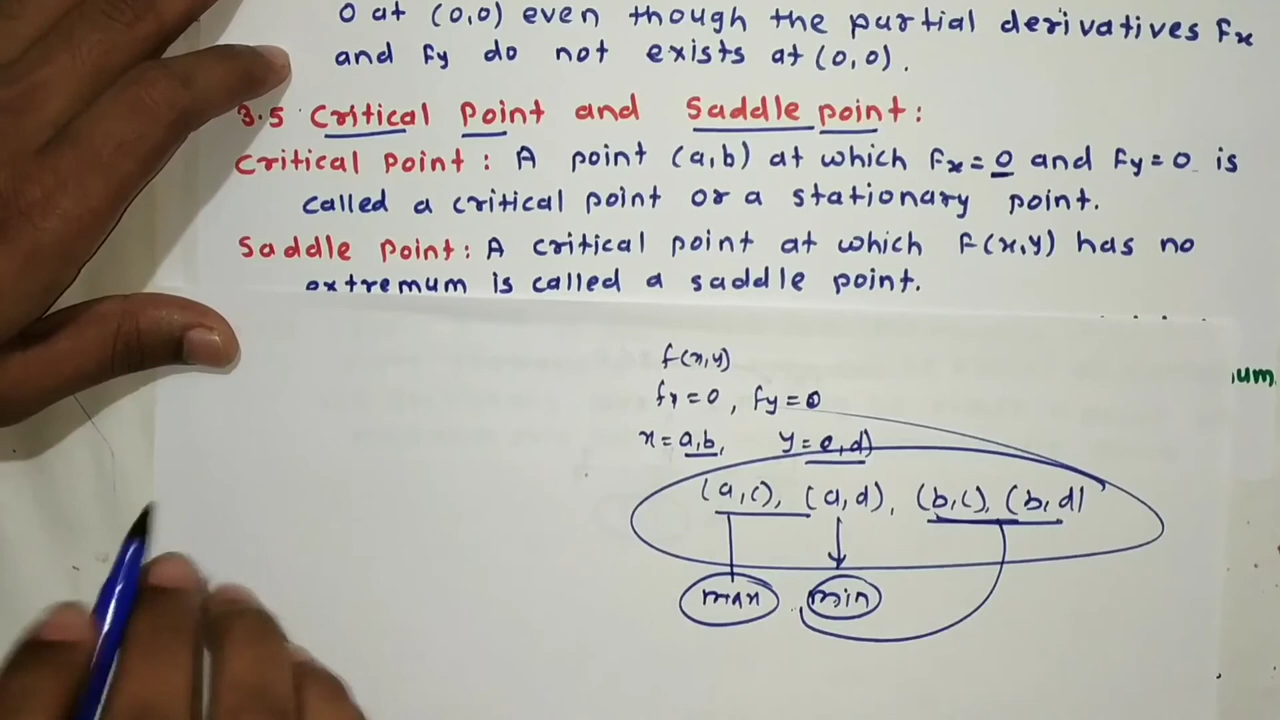 0 at (0,0) even though the partial derivatives Fx
and Fy do not exists at (0,0).
3.5 Critical Point and Saddle point:
Critical Point: A point (a,b) at which Fx=0 and Fy=0 is
called a critical point or a stationary point.
Saddle Point: A critical point at which F(x,y) has no
extremum is called a saddle point.
um
f(x,y)
fx=0, fy=0
x=a,b, y=c,d)
(a,c), (a,d), (b,c), (b,d)
max min